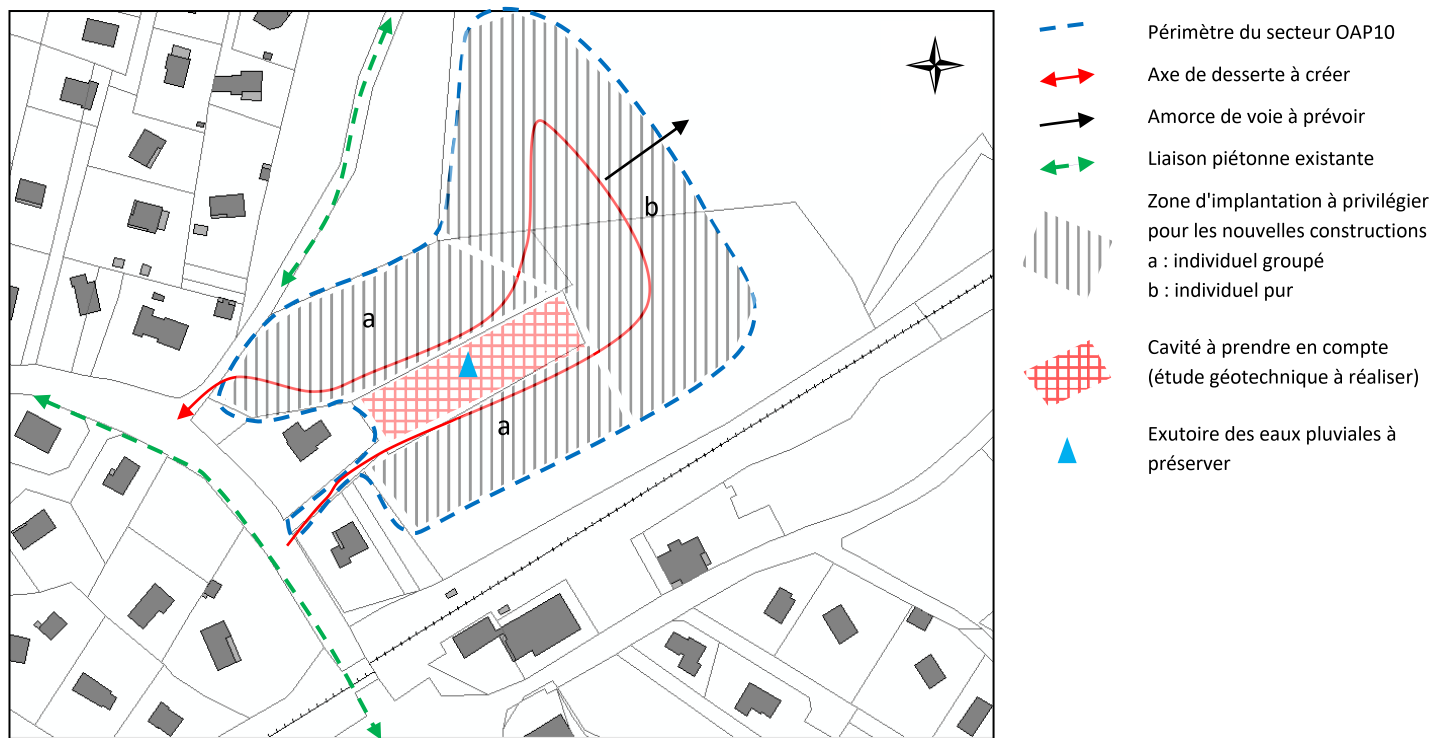 b
a
a
Périmètre du secteur OAP10
Axe de desserte à créer
Amorce de voie à prévoir
Liaison piétonne existante
Zone d'implantation à privilégier
pour les nouvelles constructions
a : individuel groupé
b : individuel pur
Cavité à prendre en compte
(étude géotechnique à réaliser)
Exutoire des eaux pluviales à
préserver